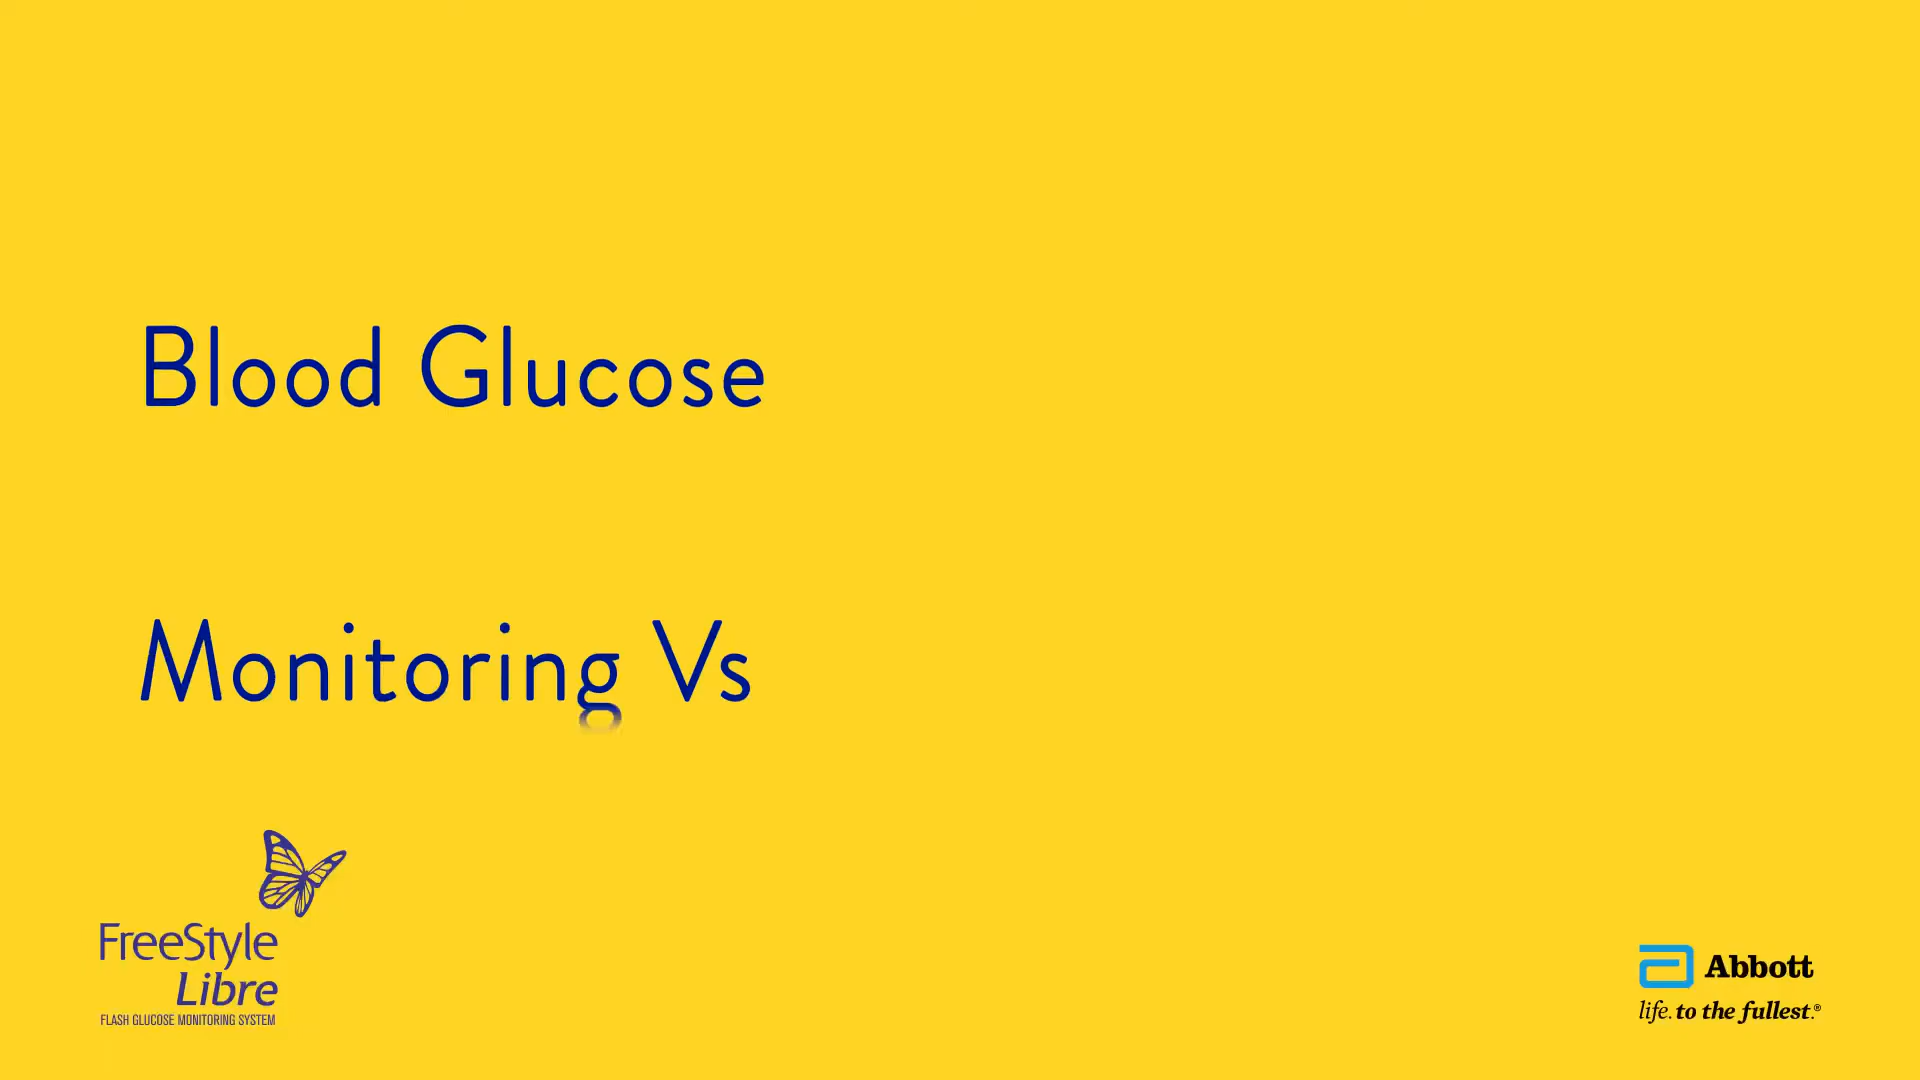 Blood Glucose
Monitoring Vs
FreeStyle
Libre
FLASH GLUCOSE MONITORING SYSTEM
Abbott
life. to the fullest.®